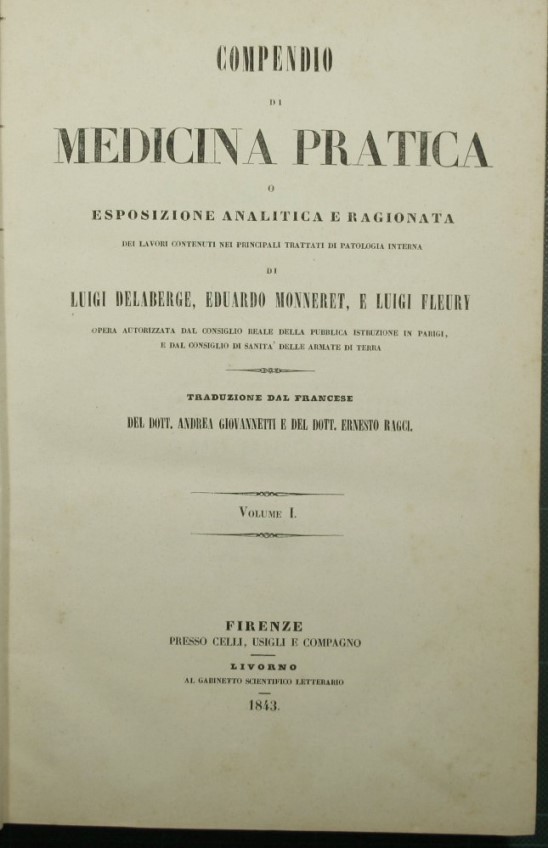 COMPENDIO
DI
MEDICINA PRATICA
O
ESPOSIZIONE ANALITICA E RAGIONATA
DEI LAVORI CONTENUTI NEI PRINCIPALI TRATTATI DI PATOLOGIA INTERNA
DI
LUIGI DELABERGE, EDUARDO MONNERET, E LUIGI FLEURY
OPERA AUTORIZZATA DAL CONSIGLIO REALE DELLA PUBBLICA ISTRUZIONE IN PARIGI,
E DAL CONSIGLIO DI SANITA' DELLE ARMATE DI TERRA
TRADUZIONE DAL FRANCESE
DEL DOTT. ANDREA GIOVANNETTI E DEL DOTT. ERNESTO RAGGI.
VOLUME I.
FIRENZE
PRESSO CELLI, USIGLI E COMPAGNO
LIVORNO
AL GABINETTO SCIENTIFICO LETTERARIO
1843.